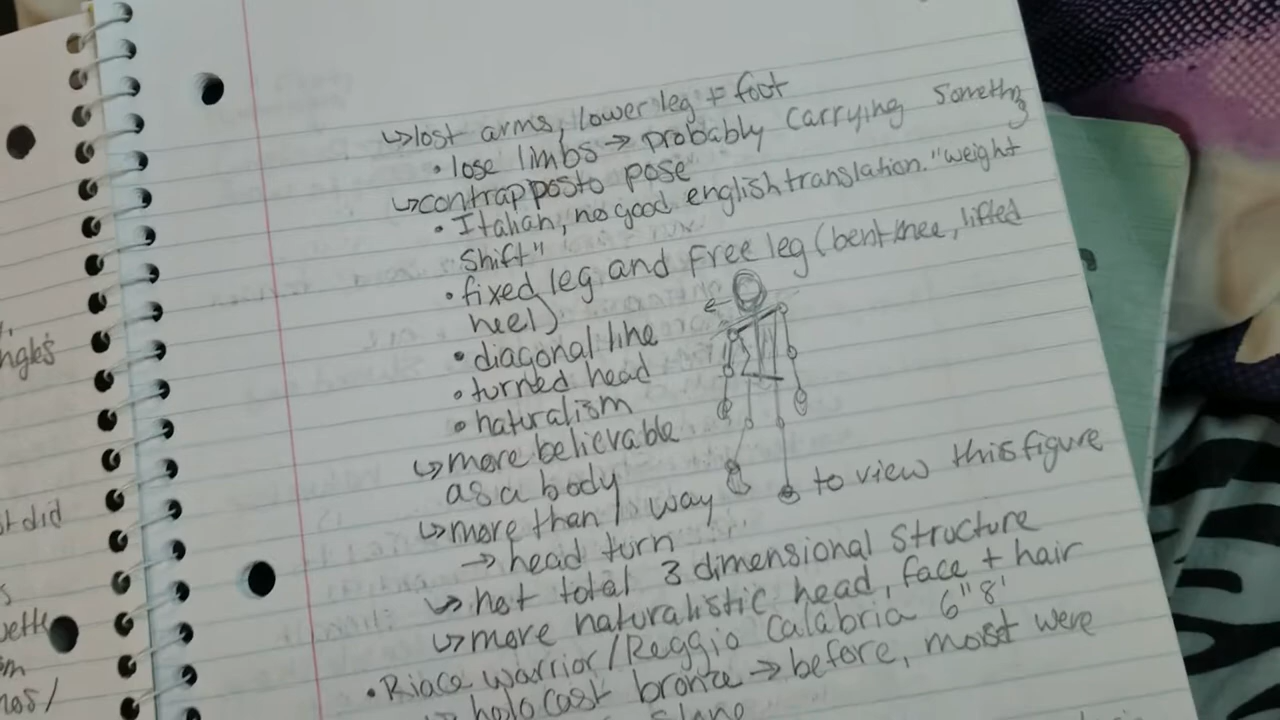 ↳lost arms, lower leg + foot
• lose limbs → probably carrying
↳contrapposto pose
• Italian, no good english translation. "weight
shift"
• fixed leg and free leg (bent knee, lifted
heel)
• diagonal line
• turned head
• naturalism
↳more believable
as a body
↳more than 1 way to view this figure
→ head turn
↳ not total 3 dimensional structure
↳ more naturalistic head, face + hair
• Riace warrior/Reggio Calabria 6"8'
↳ holo cast bronze → before, most were
ngles
t did
s